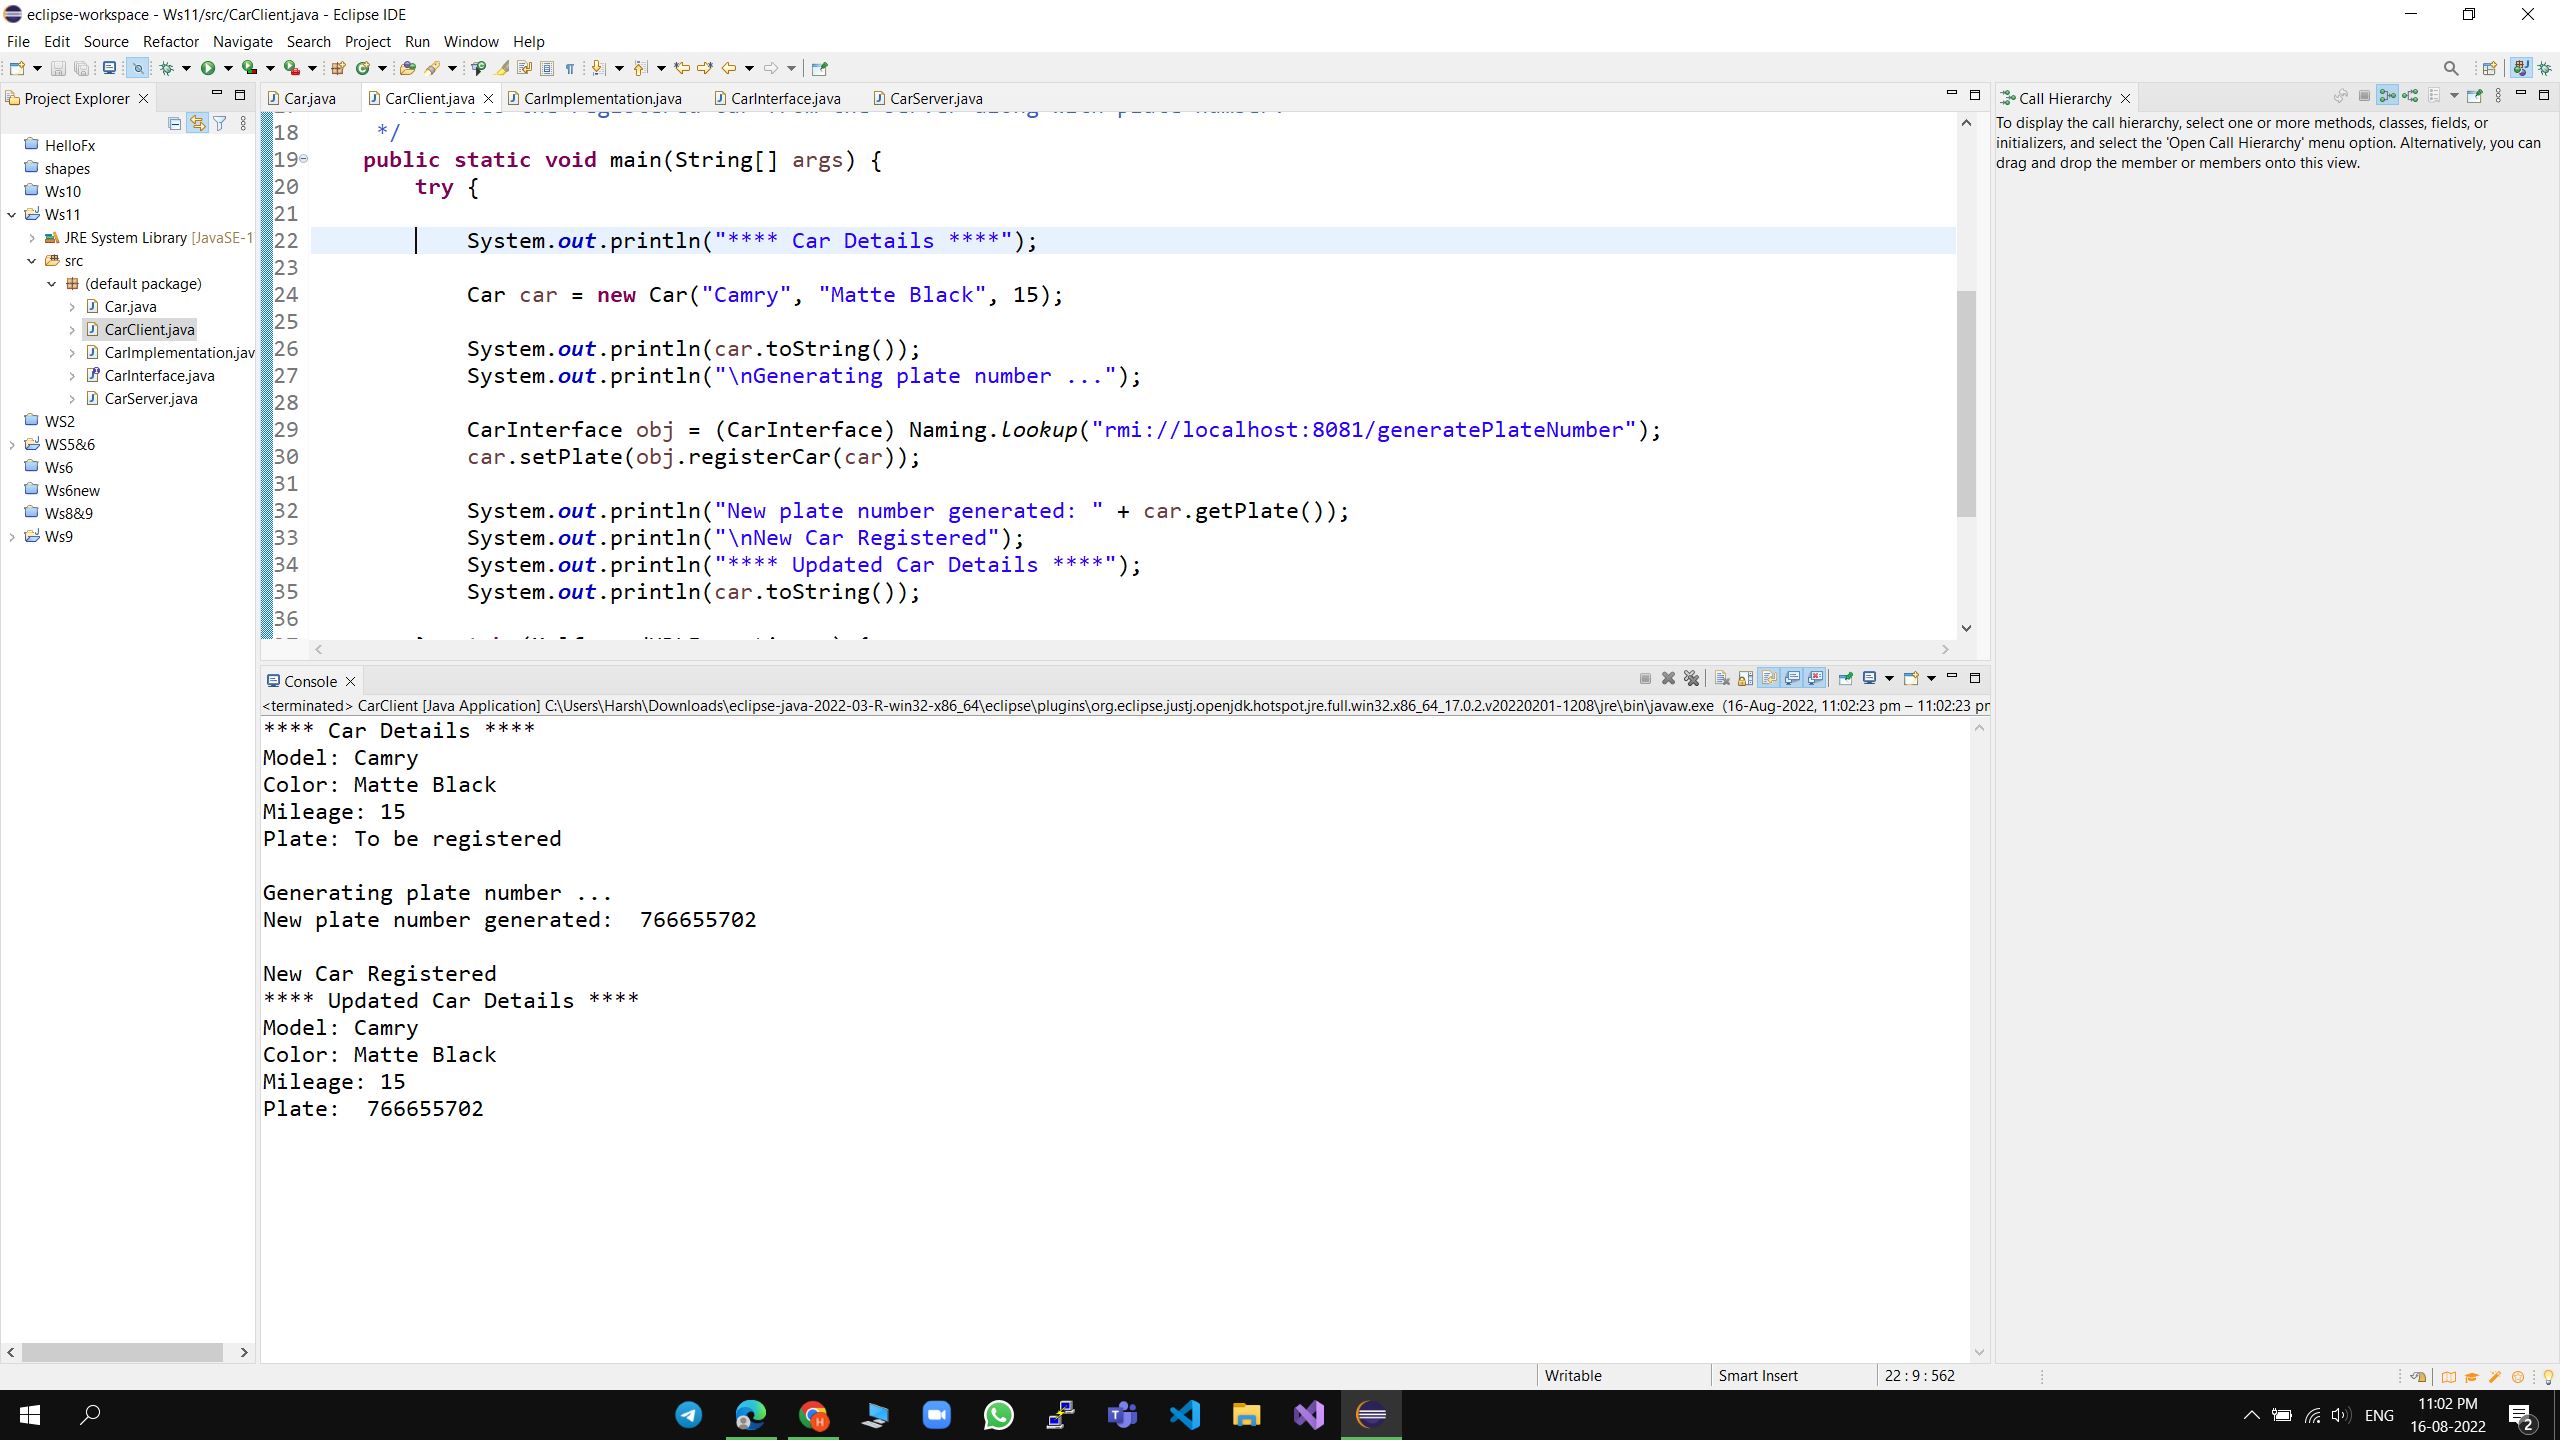 eclipse-workspace - Ws11/src/CarClient.java - Eclipse IDE
File Edit Source Refactor Navigate Search Project Run Window Help
Project Explorer
HelloFx
shapes
Ws10
Ws11
JRE System Library [JavaSE-1
src
(default package)
Car.java
CarClient.java
CarImplementation.jav
CarInterface.java
CarServer.java
WS2
WS5&6
Ws6
Ws6new
Ws8&9
Ws9
Car.java CarClient.java CarImplementation.java CarInterface.java CarServer.java
18 */
19 public static void main(String[] args) {
20 try {
21
22 System.out.println("**** Car Details ****");
23
24 Car car = new Car("Camry", "Matte Black", 15);
25
26 System.out.println(car.toString());
27 System.out.println("\nGenerating plate number ...");
28
29 CarInterface obj = (CarInterface) Naming.lookup("rmi://localhost:8081/generatePlateNumber");
30 car.setPlate(obj.registerCar(car));
31
32 System.out.println("New plate number generated: " + car.getPlate());
33 System.out.println("\nNew Car Registered");
34 System.out.println("**** Updated Car Details ****");
35 System.out.println(car.toString());
36
Console
<terminated> CarClient [Java Application] C:\Users\Harsh\Downloads\eclipse-java-2022-03-R-win32-x86_64\eclipse\plugins\org.eclipse.justj.openjdk.hotspot.jre.full.win32.x86_64_17.0.2.v20220201-1208\jre\bin\javaw.exe (16-Aug-2022, 11:02:23 pm – 11:02:23 pm
**** Car Details ****
Model: Camry
Color: Matte Black
Mileage: 15
Plate: To be registered
Generating plate number ...
New plate number generated:  766655702
New Car Registered
**** Updated Car Details ****
Model: Camry
Color: Matte Black
Mileage: 15
Plate:  766655702
Call Hierarchy
To display the call hierarchy, select one or more methods, classes, fields, or
initializers, and select the 'Open Call Hierarchy' menu option. Alternatively, you can
drag and drop the member or members onto this view.
Writable Smart Insert 22 : 9 : 562
ENG
11:02 PM
16-08-2022
2